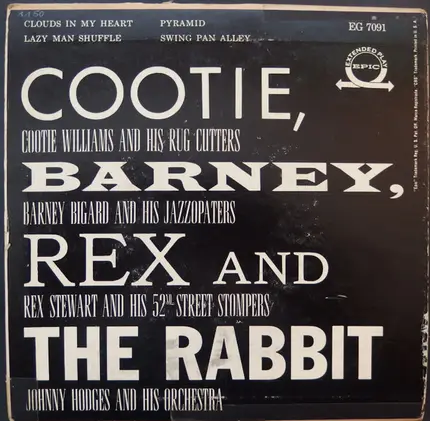 CLOUDS IN MY HEART PYRAMID EG 7091
LAZY MAN SHUFFLE SWING PAN ALLEY
EXTENDED PLAY
EPIC
COOTIE,
COOTIE WILLIAMS AND HIS RUG CUTTERS
BARNEY,
BARNEY BIGARD AND HIS JAZZOPATERS
REX AND
REX STEWART AND HIS 52ND STREET STOMPERS
THE RABBIT
JOHNNY HODGES AND HIS ORCHESTRA